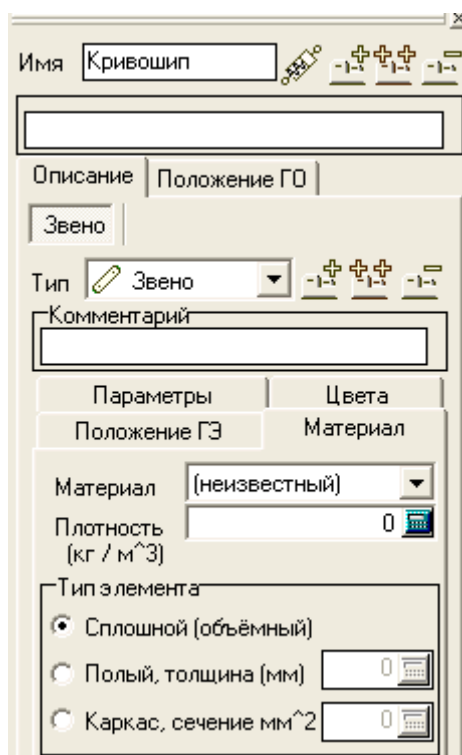 Имя Кривошип
Описание Положение ГО
Звено
Тип Звено
Комментарий
Параметры Цвета
Положение ГЭ Материал
Материал (неизвестный)
Плотность 0
(кг / м^3)
Тип элемента
Сплошной (объёмный)
Полый, толщина (мм) 0
Каркас, сечение мм^2 0